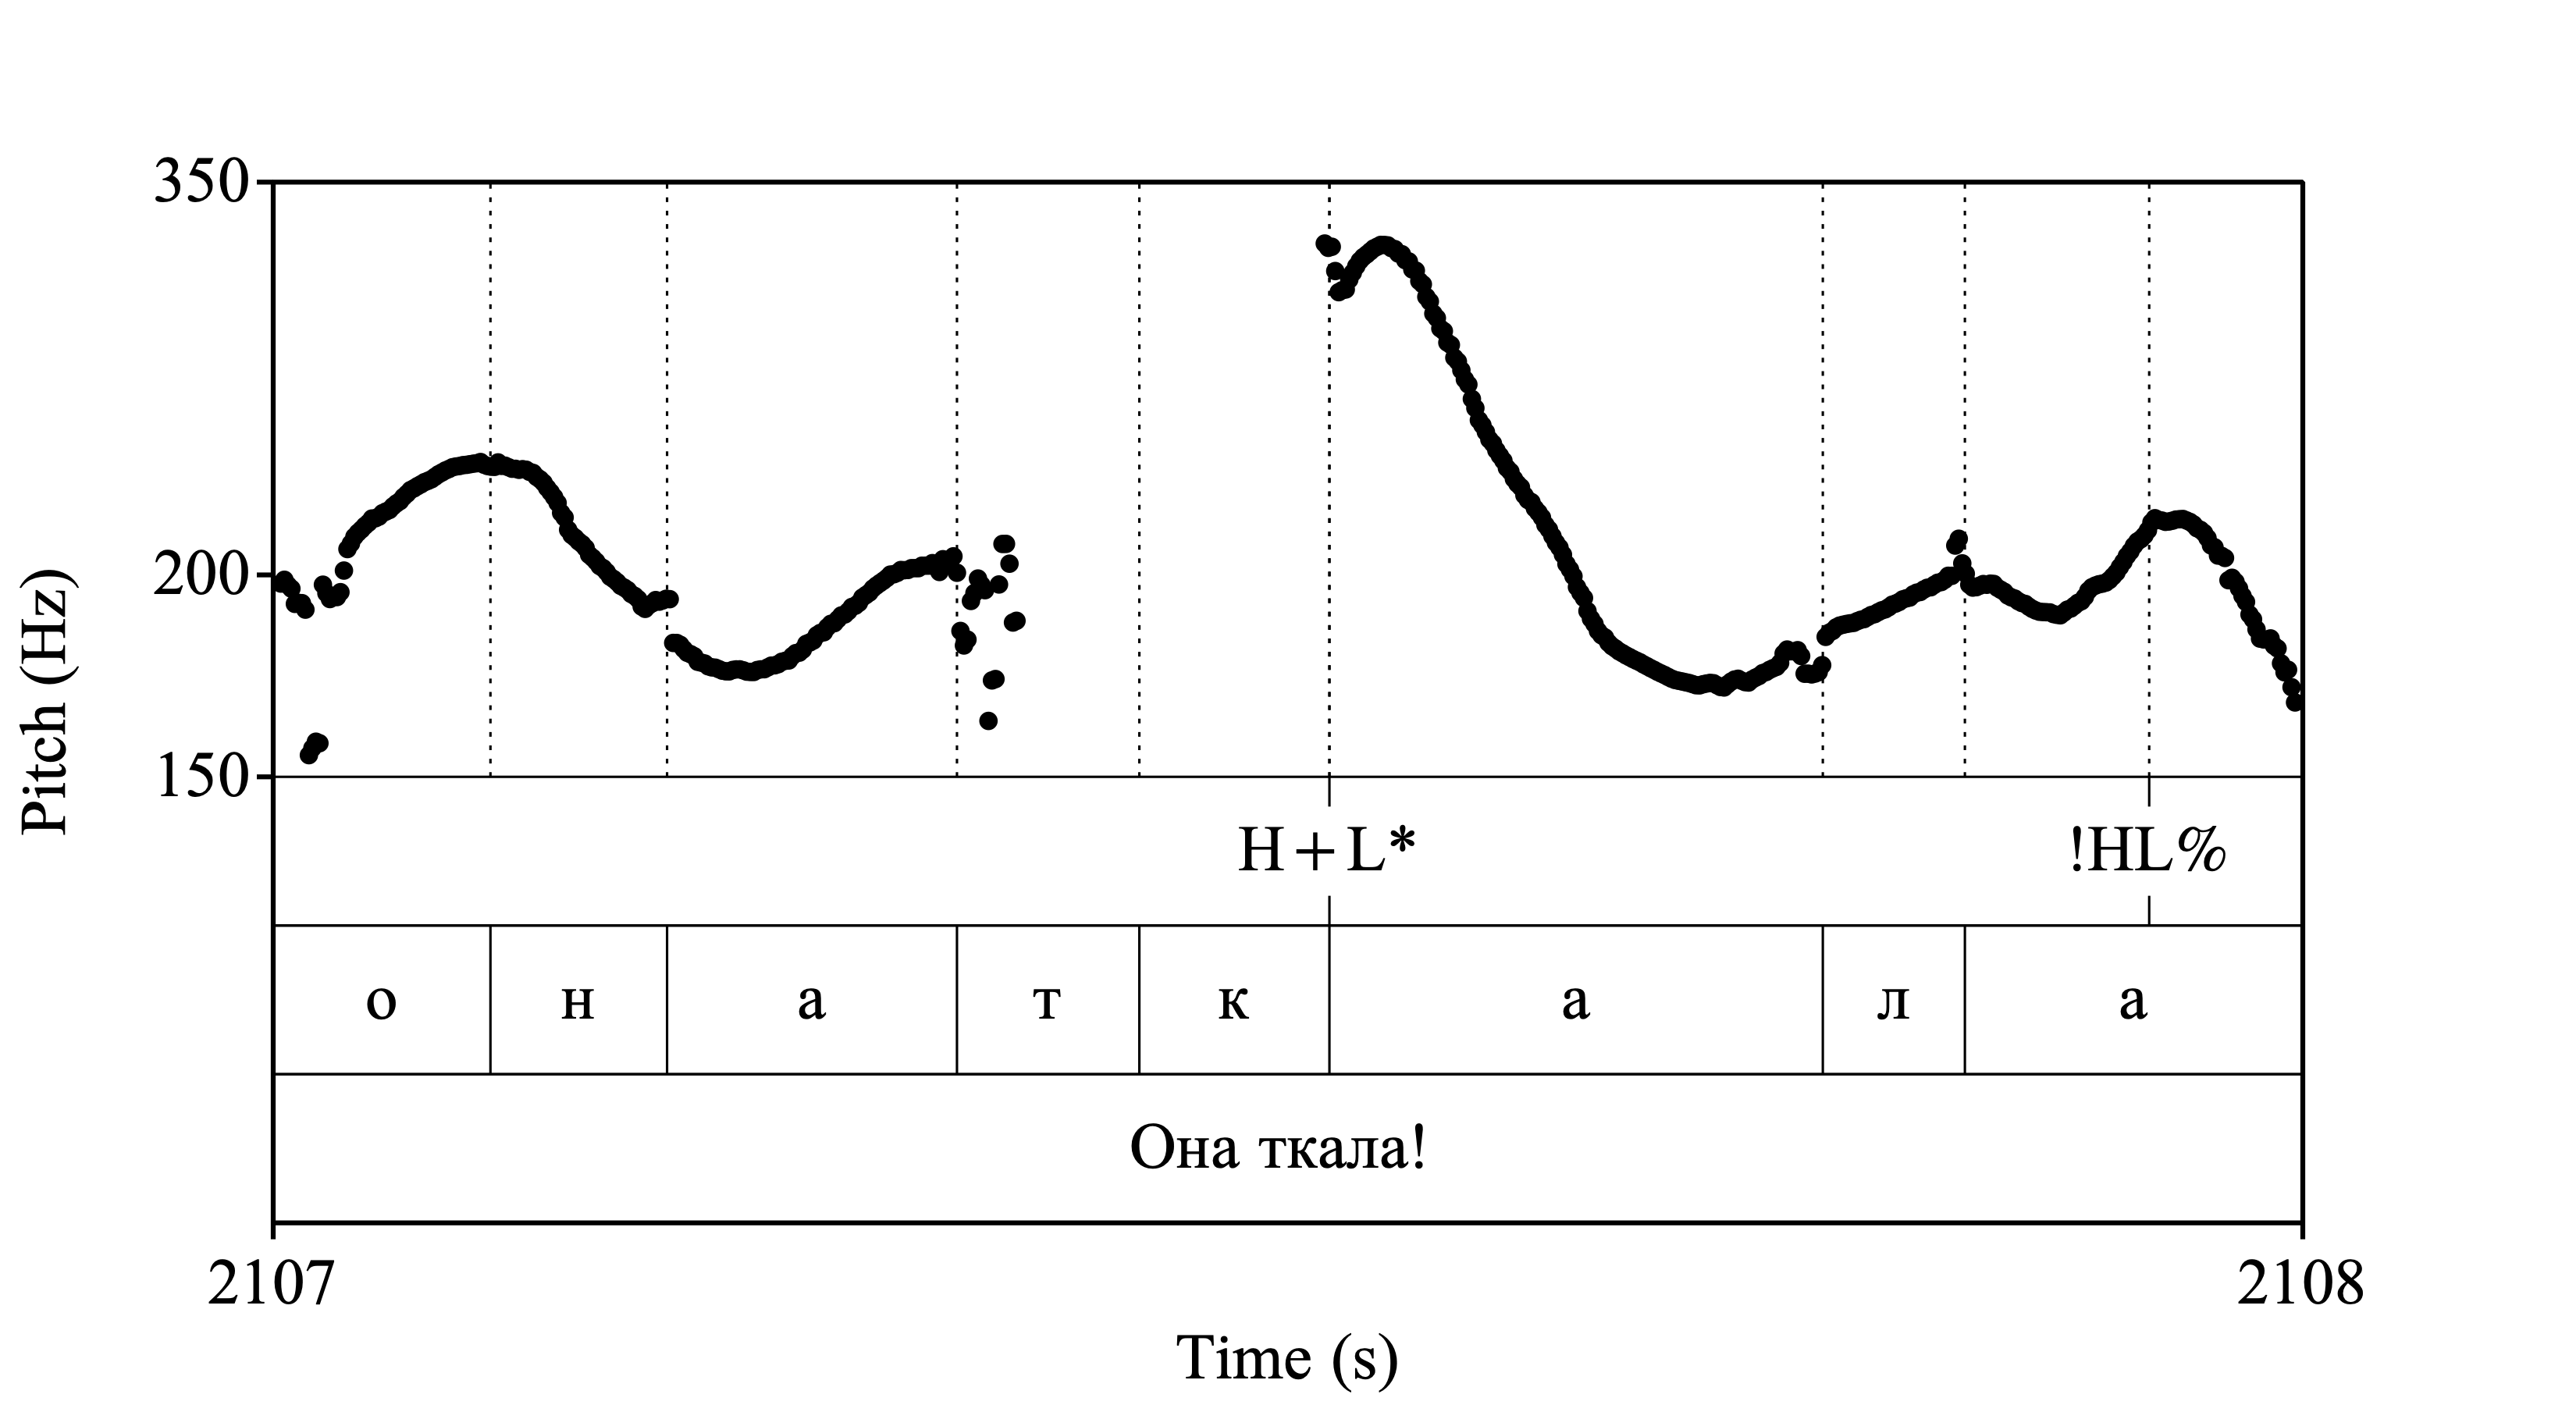 350
200
150
Pitch (Hz)
H+L* !HL%
о н а т к а л а
Она ткала!
2107 2108
Time (s)